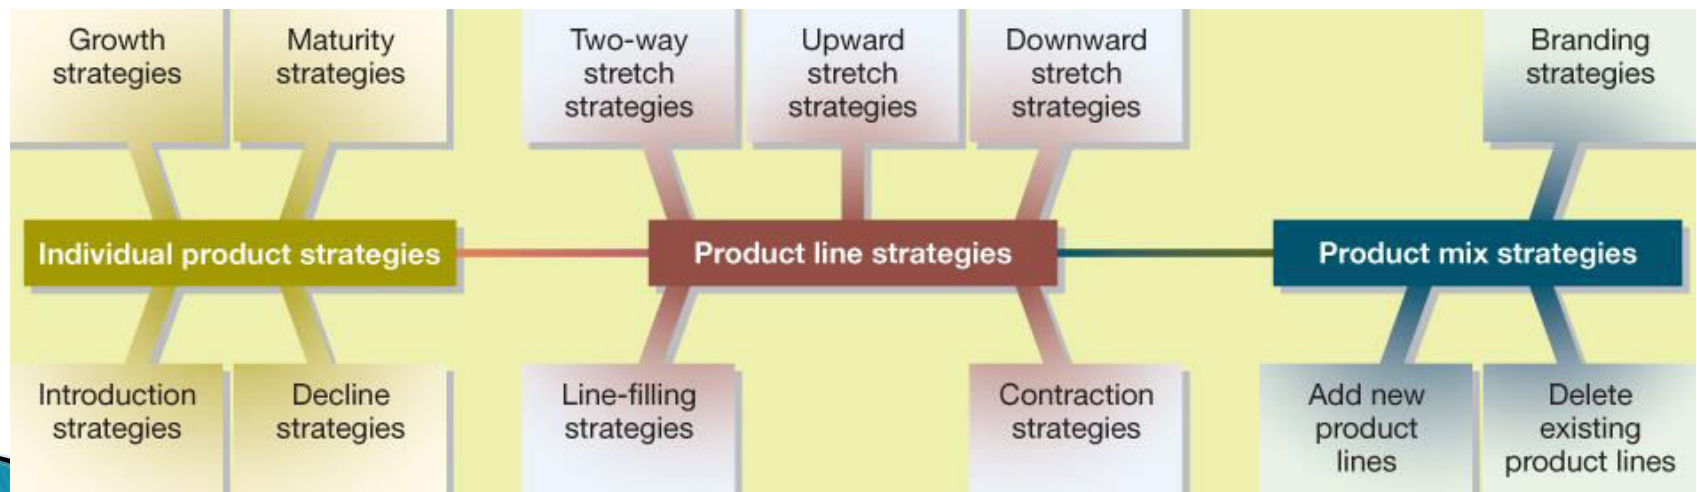 Growth
strategies
Maturity
strategies
Two-way
stretch
strategies
Upward
stretch
strategies
Downward
stretch
strategies
Branding
strategies
Individual product strategies
Product line strategies
Product mix strategies
Introduction
strategies
Decline
strategies
Line-filling
strategies
Contraction
strategies
Add new
product
lines
Delete
existing
product lines